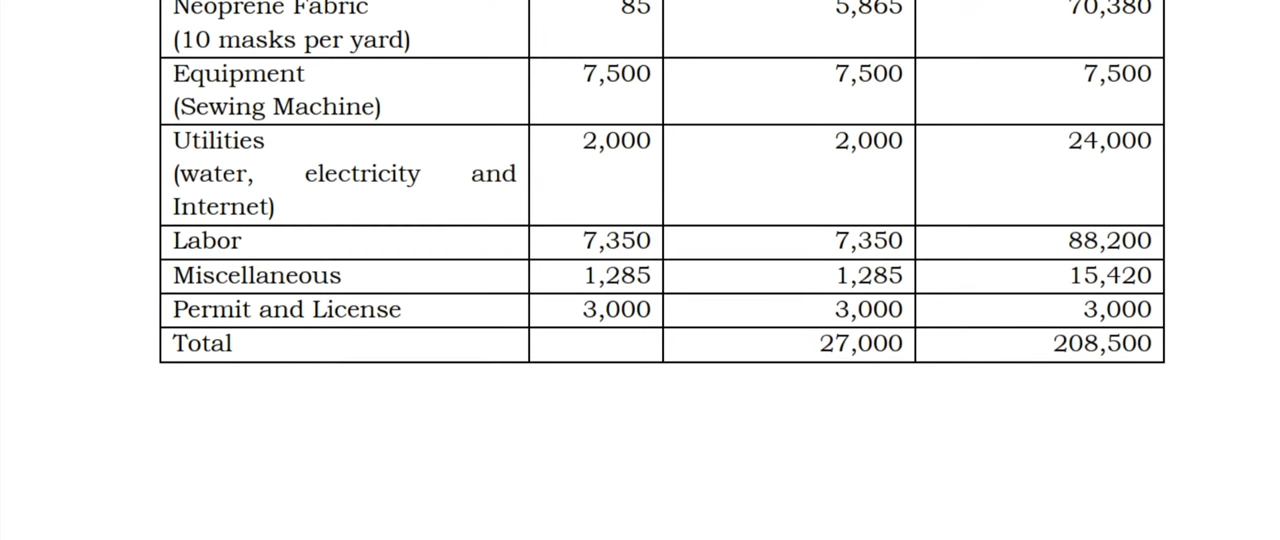 Neoprene Fabric 85 5,865 70,380
(10 masks per yard)
Equipment 7,500 7,500 7,500
(Sewing Machine)
Utilities 2,000 2,000 24,000
(water, electricity and
Internet)
Labor 7,350 7,350 88,200
Miscellaneous 1,285 1,285 15,420
Permit and License 3,000 3,000 3,000
Total 27,000 208,500